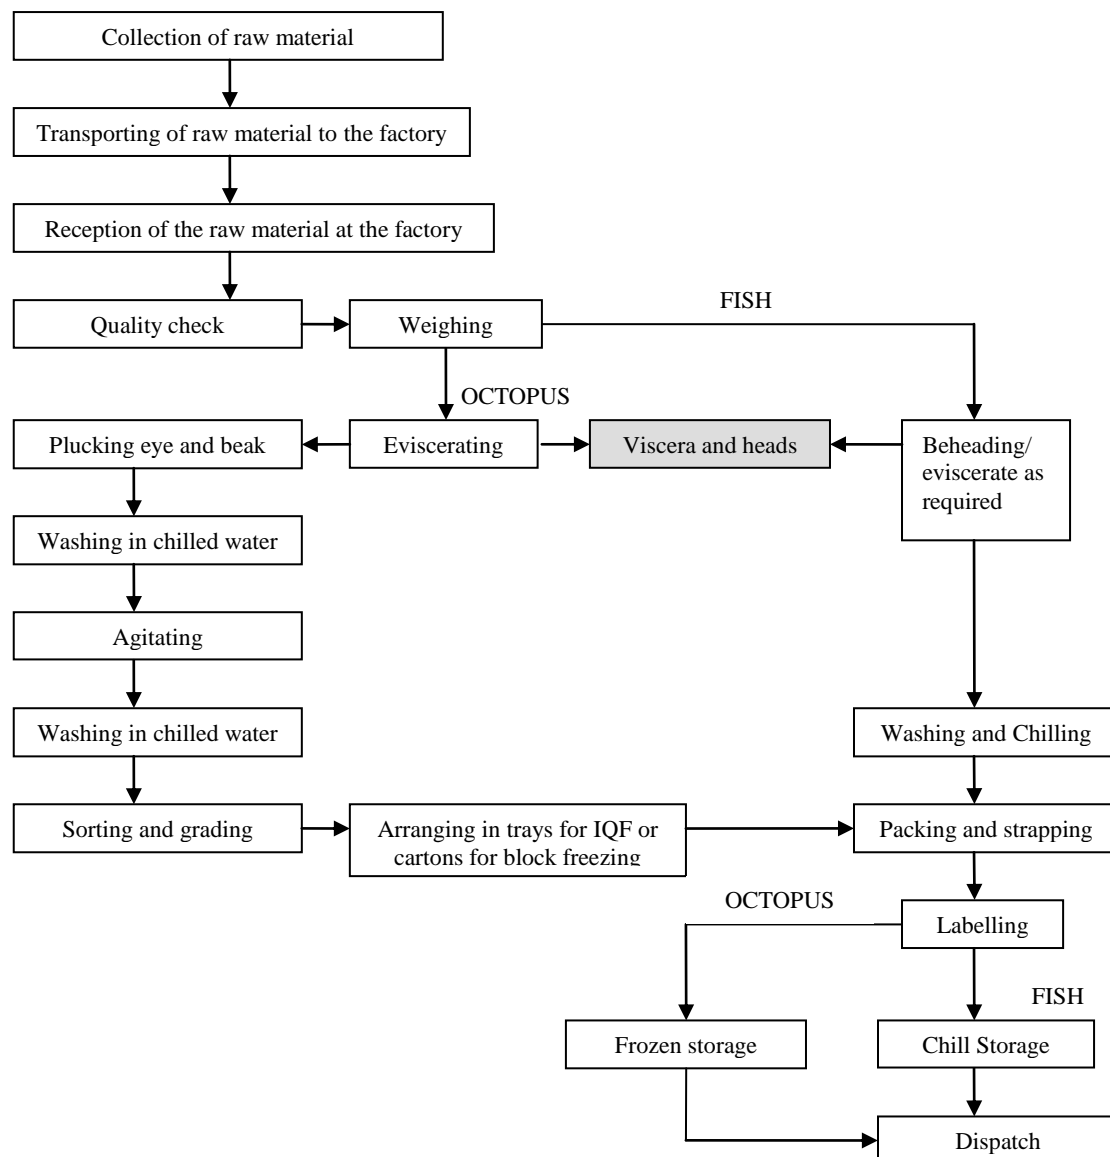 Collection of raw material
Transporting of raw material to the factory
Reception of the raw material at the factory
FISH
Quality check
Weighing
OCTOPUS
Plucking eye and beak
Eviscerating
Viscera and heads
Beheading/
eviscerate as
required
Washing in chilled water
Agitating
Washing in chilled water
Washing and Chilling
Sorting and grading
Arranging in trays for IQF or
cartons for block freezing
Packing and strapping
OCTOPUS
Labelling
FISH
Frozen storage
Chill Storage
Dispatch